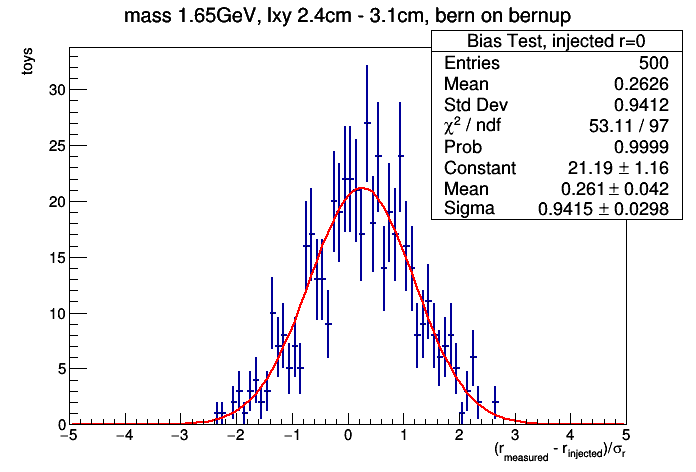 mass 1.65GeV, lxy 2.4cm - 3.1cm, bern on bernup
Bias Test, injected r=0
Entries 500
Mean 0.2626
Std Dev 0.9412
χ² / ndf 53.11 / 97
Prob 0.9999
Constant 21.19 ± 1.16
Mean 0.261 ± 0.042
Sigma 0.9415 ± 0.0298
toys
30
25
20
15
10
5
0
−5 −4 −3 −2 −1 0 1 2 3 4 5
(r_measured - r_injected)/σ_r